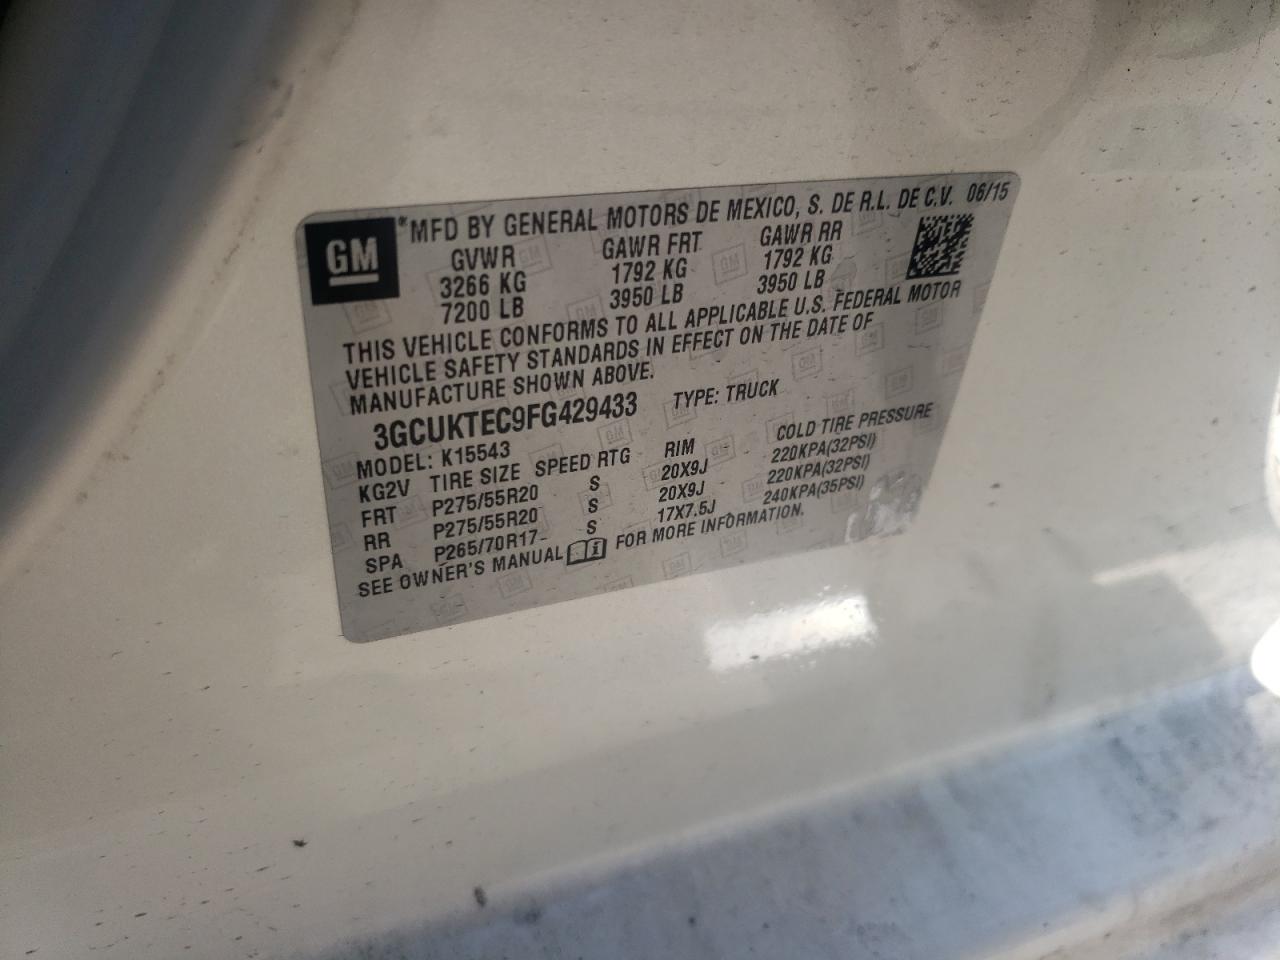 GM
*MFD BY GENERAL MOTORS DE MEXICO, S. DE R.L. DE C.V. 06/15
GVWR GAWR FRT GAWR RR
3266 KG 1792 KG 1792 KG
7200 LB 3950 LB 3950 LB
THIS VEHICLE CONFORMS TO ALL APPLICABLE U.S. FEDERAL MOTOR
VEHICLE SAFETY STANDARDS IN EFFECT ON THE DATE OF
MANUFACTURE SHOWN ABOVE.
3GCUKTEC9FG429433 TYPE: TRUCK
MODEL: K15543
KG2V TIRE SIZE SPEED RTG RIM COLD TIRE PRESSURE
FRT P275/55R20 S 20X9J 220KPA(32PSI)
RR P275/55R20 S 20X9J 220KPA(32PSI)
SPA P265/70R17 S 17X7.5J 240KPA(35PSI)
SEE OWNER'S MANUAL FOR MORE INFORMATION.